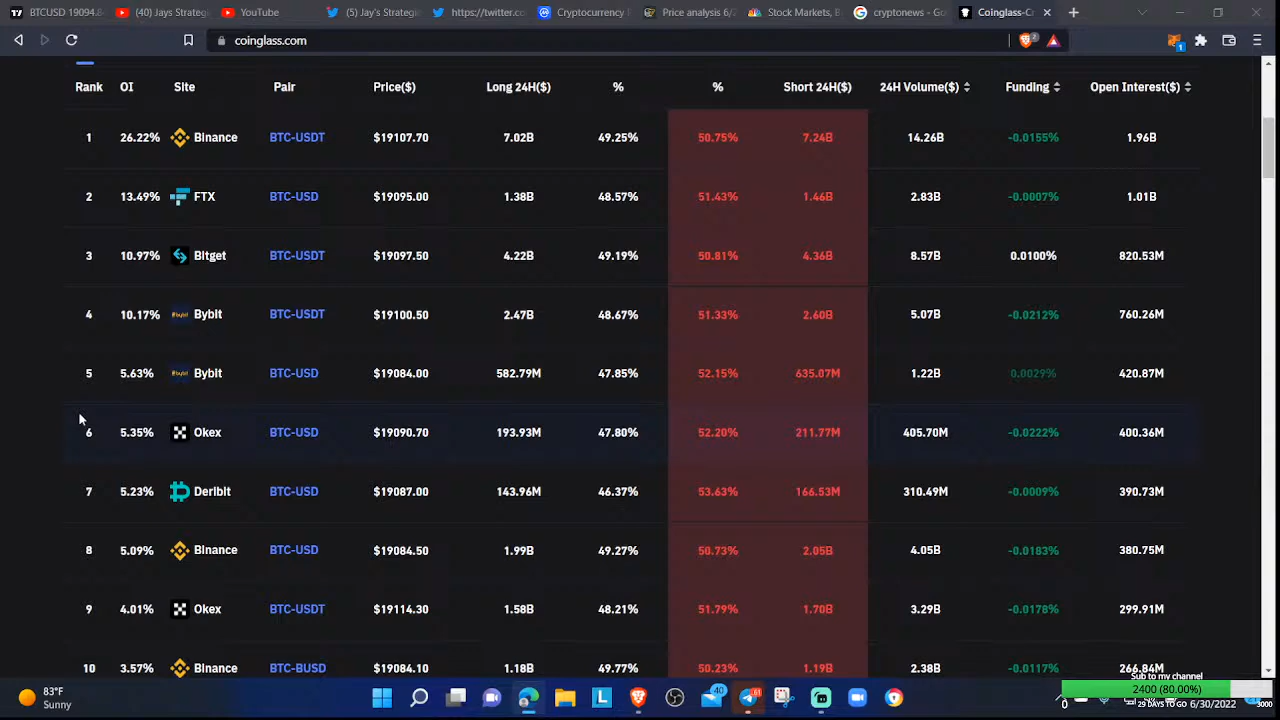 BTCUSD 19094.8
(40) Jays Strateg
YouTube
(5) Jay's Strategi
https://twitter.co
Cryptocurrency P
Price analysis 6/2
Stock Markets, B
cryptonews - Go
Coinglass-Cr
coinglass.com
2
1
Rank OI Site Pair Price($) Long 24H($) % % Short 24H($) 24H Volume($) Funding Open Interest($)
1 26.22% Binance BTC-USDT $19107.70 7.02B 49.25% 50.75% 7.24B 14.26B -0.0155% 1.96B
2 13.49% FTX BTC-USD $19095.00 1.38B 48.57% 51.43% 1.46B 2.83B -0.0007% 1.01B
3 10.97% Bitget BTC-USDT $19097.50 4.22B 49.19% 50.81% 4.36B 8.57B 0.0100% 820.53M
4 10.17% Bybit BTC-USDT $19100.50 2.47B 48.67% 51.33% 2.60B 5.07B -0.0212% 760.26M
5 5.63% Bybit BTC-USD $19084.00 582.79M 47.85% 52.15% 635.07M 1.22B 0.0029% 420.87M
6 5.35% Okex BTC-USD $19090.70 193.93M 47.80% 52.20% 211.77M 405.70M -0.0222% 400.36M
7 5.23% Deribit BTC-USD $19087.00 143.96M 46.37% 53.63% 166.53M 310.49M -0.0009% 390.73M
8 5.09% Binance BTC-USD $19084.50 1.99B 49.27% 50.73% 2.05B 4.05B -0.0183% 380.75M
9 4.01% Okex BTC-USDT $19114.30 1.58B 48.21% 51.79% 1.70B 3.29B -0.0178% 299.91M
10 3.57% Binance BTC-BUSD $19084.10 1.18B 49.77% 50.23% 1.19B 2.38B -0.0117% 266.84M
Sub to my channel
2400 (80.00%)
0 29 DAYS TO GO 3000
6/30/2022
83°F
Sunny
40
61